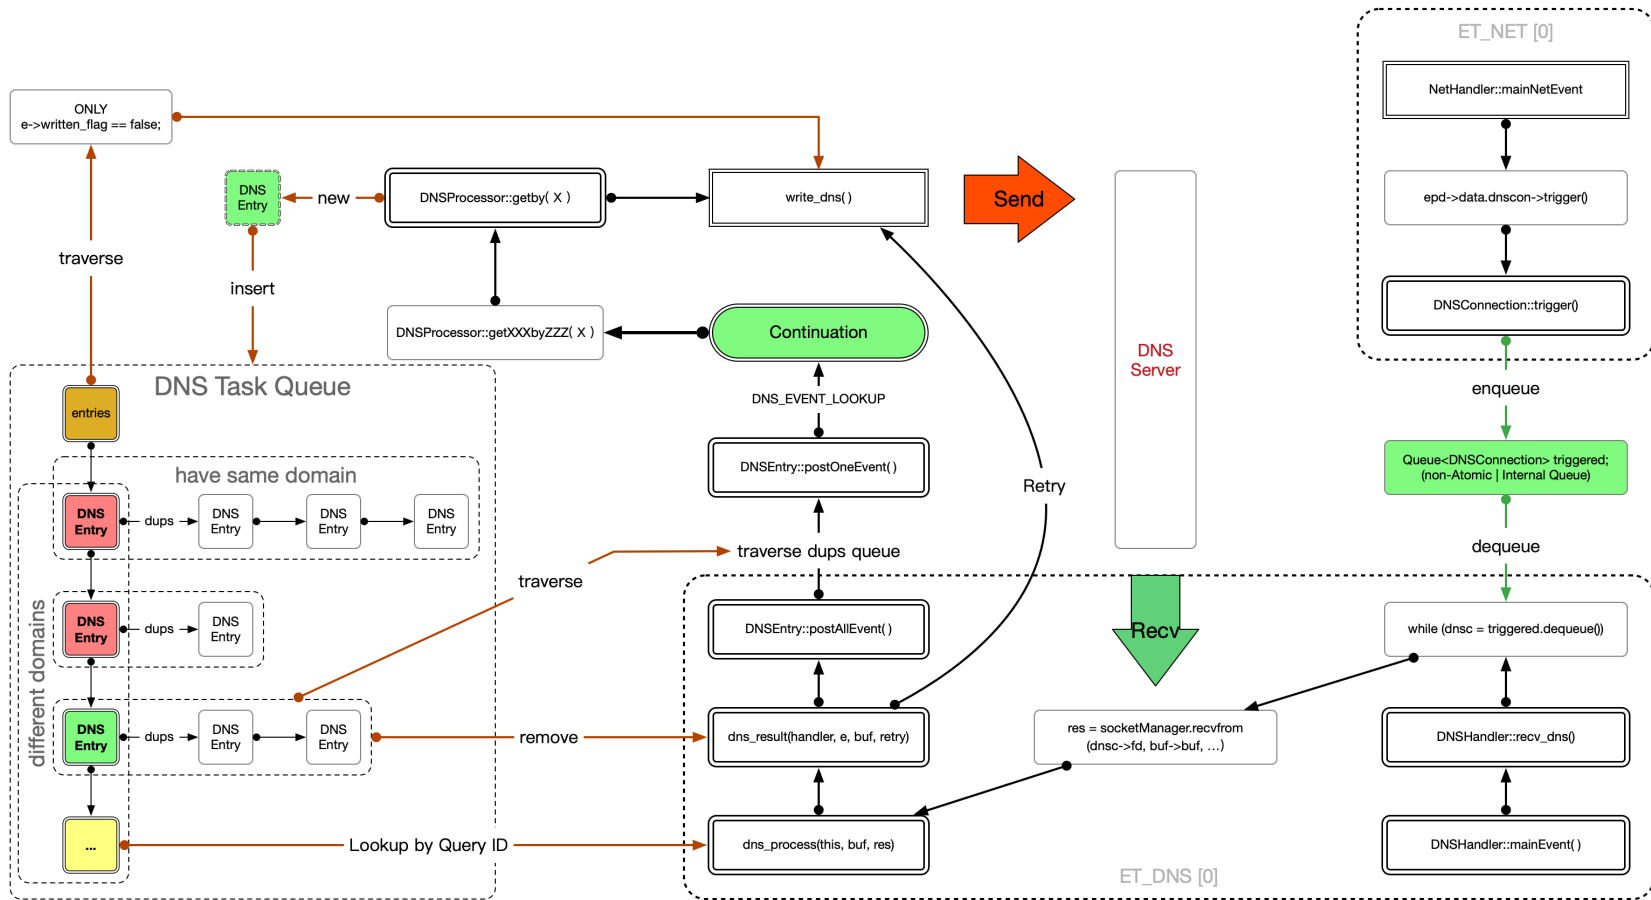 ET_NET [0]
NetHandler::mainNetEvent
ONLY
e->written_flag == false;
DNS
Entry
new
DNSProcessor::getby( X )
write_dns( )
Send
epd->data.dnscon->trigger()
traverse
insert
DNSConnection::trigger()
DNSProcessor::getXXXbyZZZ( X )
Continuation
DNS
Server
DNS Task Queue
enqueue
DNS_EVENT_LOOKUP
entries
DNSEntry::postOneEvent( )
Queue<DNSConnection> triggered;
(non-Atomic | Internal Queue)
have same domain
Retry
DNS
Entry
dups
DNS
Entry
DNS
Entry
DNS
Entry
traverse dups queue
dequeue
traverse
different domains
DNS
Entry
dups
DNS
Entry
DNSEntry::postAllEvent( )
Recv
while (dnsc = triggered.dequeue())
DNS
Entry
dups
DNS
Entry
DNS
Entry
remove
dns_result(handler, e, buf, retry)
res = socketManager.recvfrom
(dnsc->fd, buf->buf, ...)
DNSHandler::recv_dns()
...
Lookup by Query ID
dns_process(this, buf, res)
DNSHandler::mainEvent( )
ET_DNS [0]